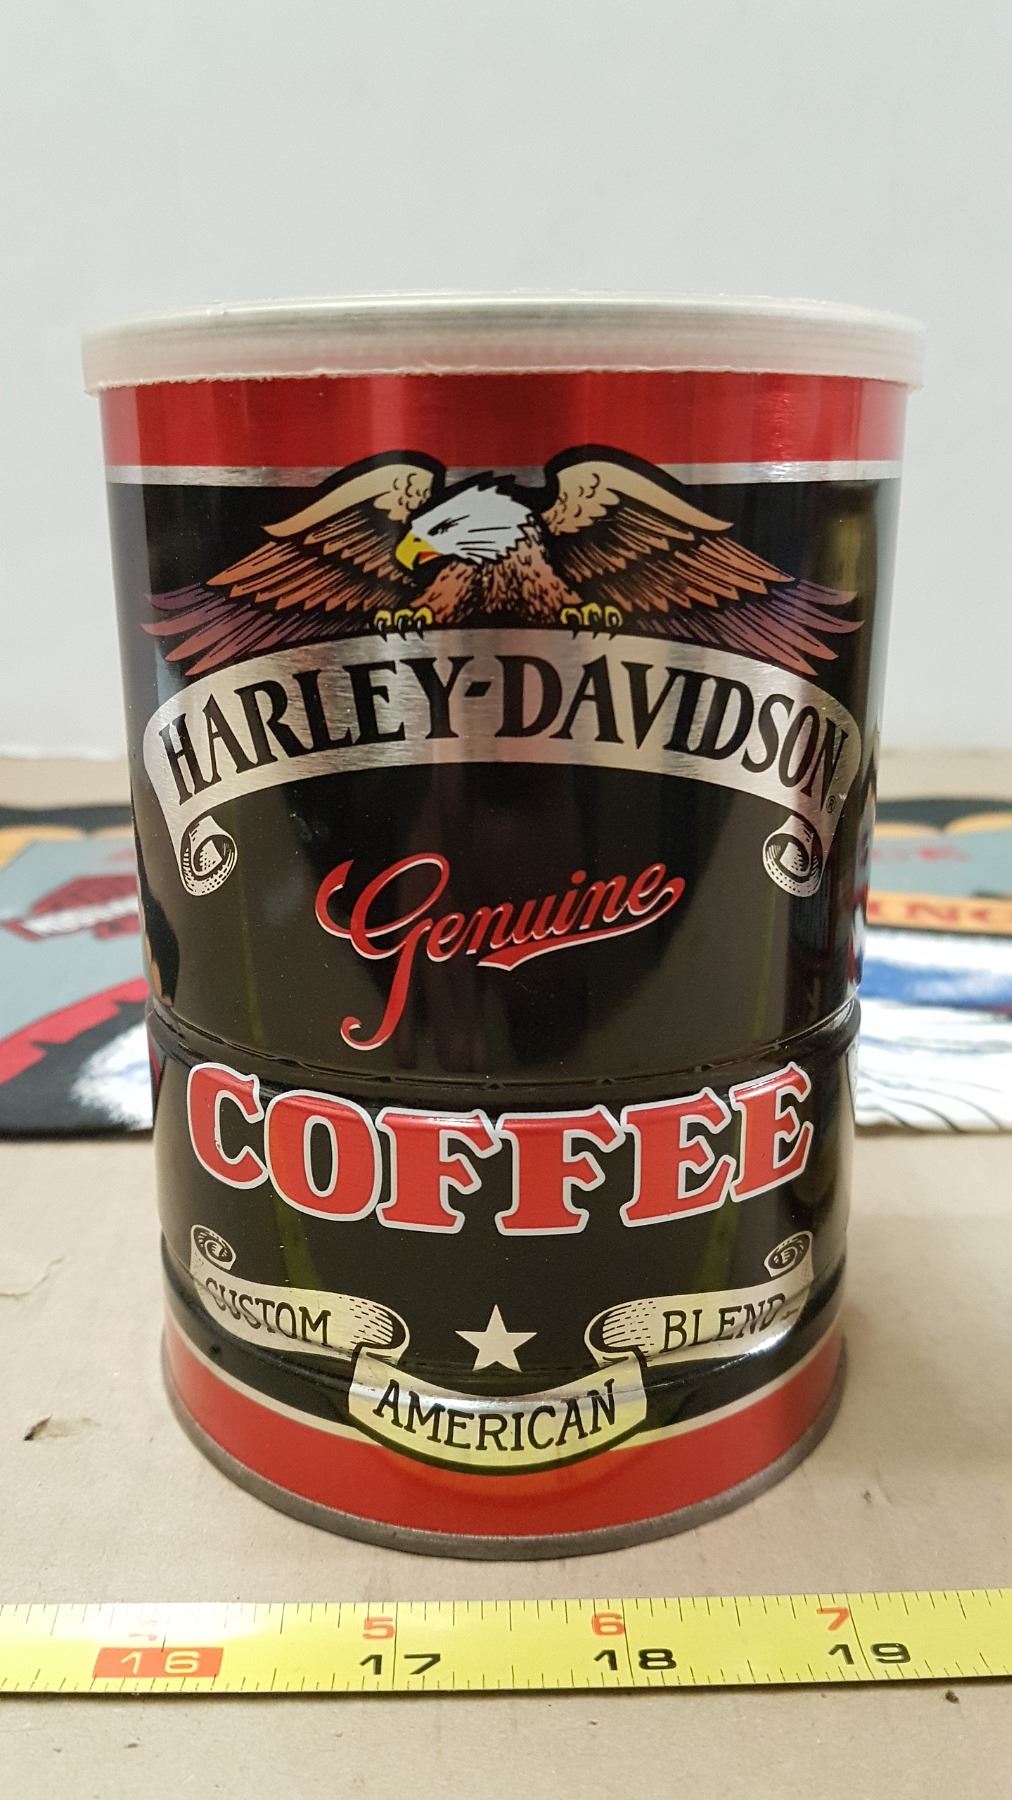 HARLEY-DAVIDSON®
Genuine
COFFEE
CUSTOM
BLEND
AMERICAN
5 6 7
16 17 18 19